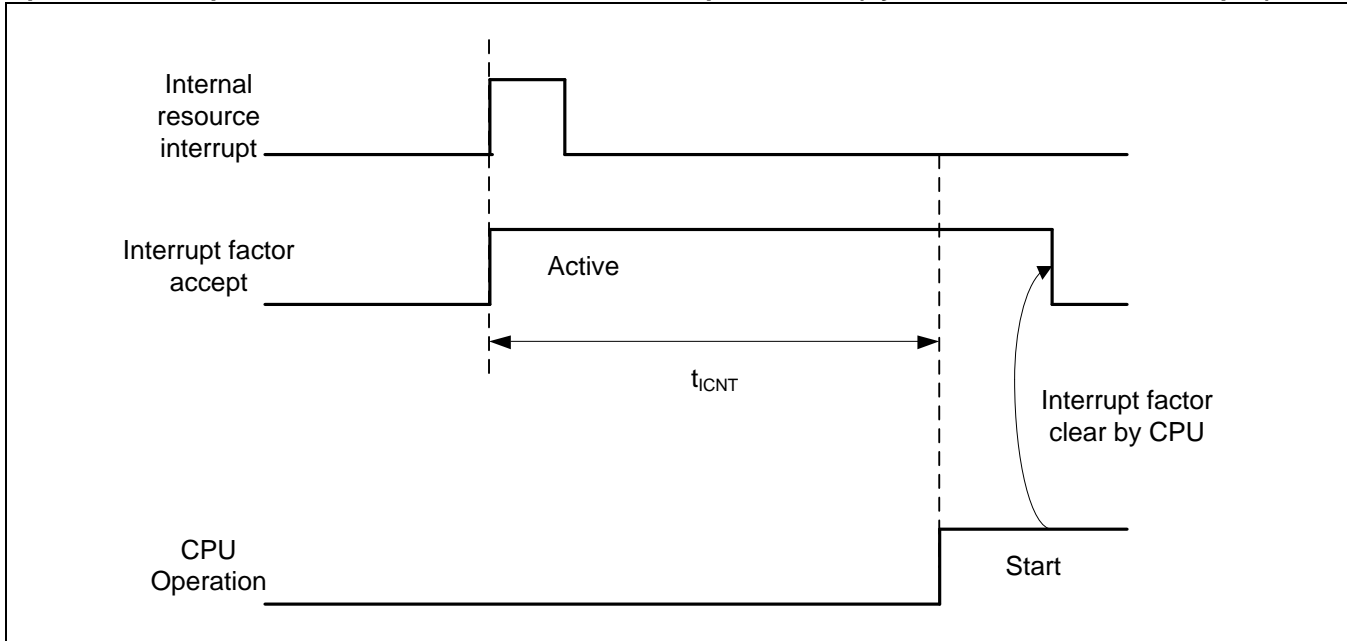 Internal
resource
interrupt
Interrupt factor
accept
Active
tICNT
Interrupt factor
clear by CPU
CPU
Operation
Start